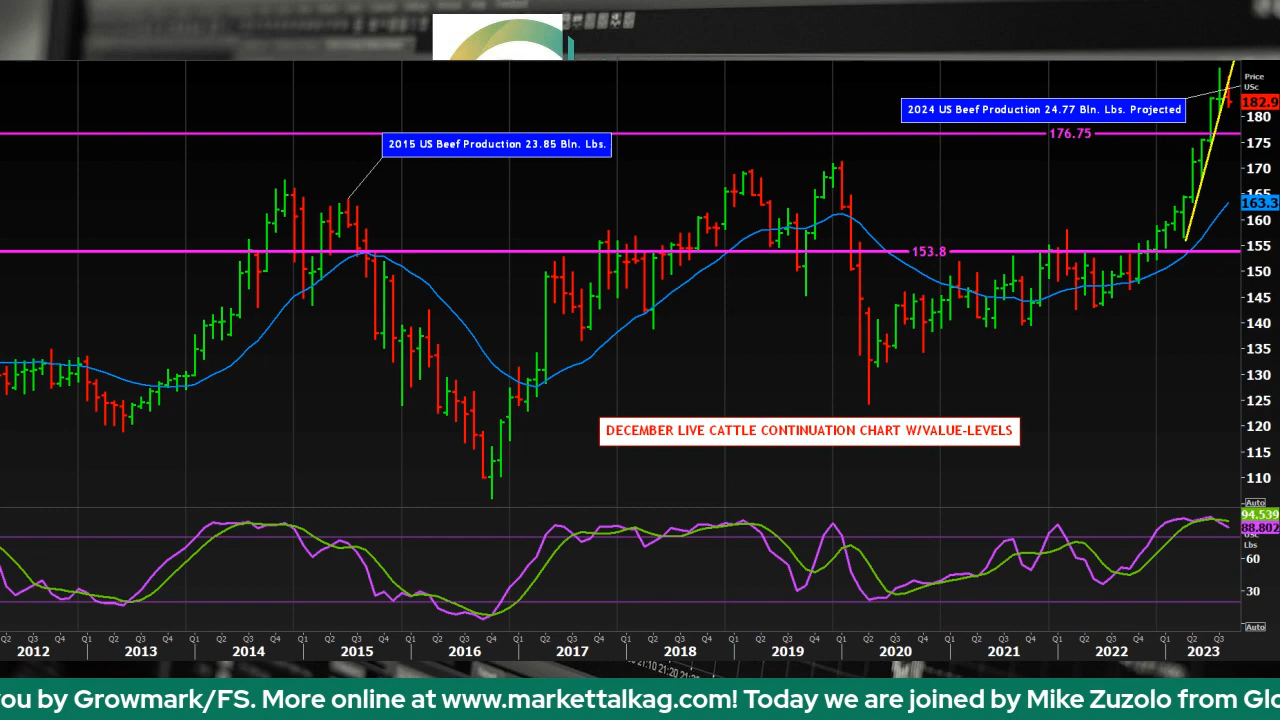 Price
USc
182.9
2024 US Beef Production 24.77 Bln. Lbs. Projected
180
176.75
2015 US Beef Production 23.85 Bln. Lbs.
175
170
165
163.3
160
155
153.8
150
145
140
135
130
125
DECEMBER LIVE CATTLE CONTINUATION CHART W/VALUE-LEVELS
120
115
110
Auto
94.539
88.802
USc
Lbs
60
30
Auto
Q2 Q3 Q4 Q1 Q2 Q3 Q4 Q1 Q2 Q3 Q4 Q1 Q2 Q3 Q4 Q1 Q2 Q3 Q4 Q1 Q2 Q3 Q4 Q1 Q2 Q3 Q4 Q1 Q2 Q3 Q4 Q1 Q2 Q3 Q4 Q1 Q2 Q3 Q4 Q1 Q2 Q3 Q4 Q1 Q2 Q3
2012 2013 2014 2015 2016 2017 2018 2019 2020 2021 2022 2023
21:10 21:20 21
you by Growmark/FS. More online at www.markettalkag.com! Today we are joined by Mike Zuzolo from Glo